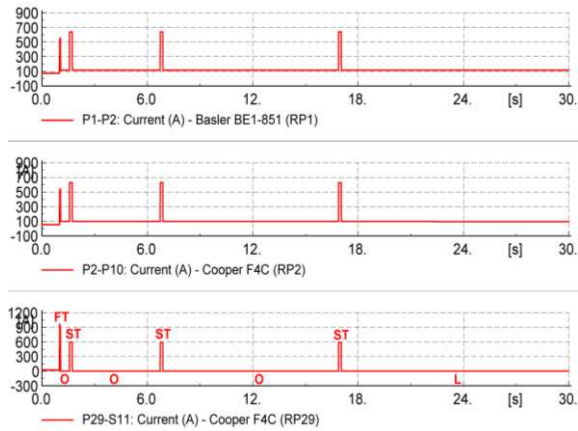 900
700
500
300
100
-100
0.0 6.0 12. 18. 24. [s] 30.
P1-P2: Current (A) - Basler BE1-851 (RP1)
900
700
500
300
100
-100
0.0 6.0 12. 18. 24. [s] 30.
P2-P10: Current (A) - Cooper F4C (RP2)
1200
900 FT
600 ST ST ST
300
0
-300 O O O L
0.0 6.0 12. 18. 24. [s] 30.
P29-S11: Current (A) - Cooper F4C (RP29)